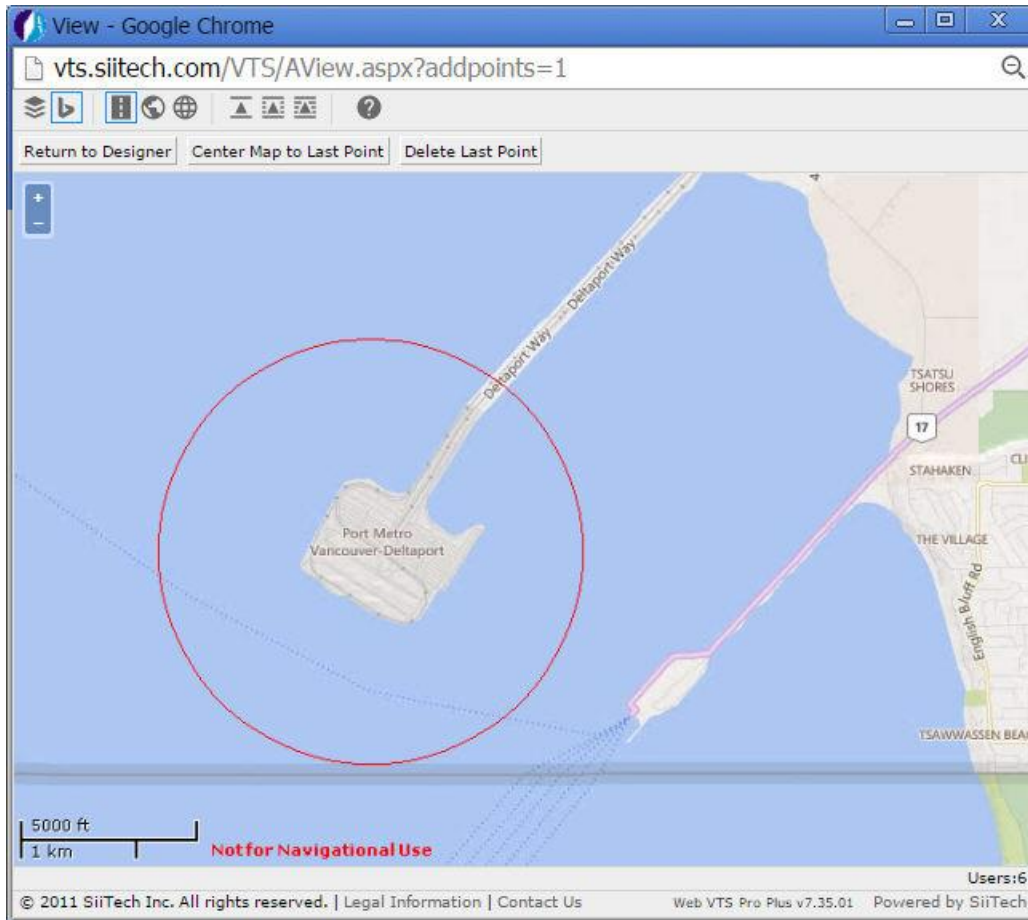 View - Google Chrome
vts.siitech.com/VTS/AView.aspx?addpoints=1
Return to Designer Center Map to Last Point Delete Last Point
+
−
Deltaport Way
Deltaport Way
TSATSU
SHORES
17
STAHAKEN
CLI
Port Metro
Vancouver-Deltaport
THE VILLAGE
English Bluff Rd
TSAWWASSEN BEA
5000 ft
1 km
Not for Navigational Use
Users:6
© 2011 SiiTech Inc. All rights reserved. | Legal Information | Contact Us Web VTS Pro Plus v7.35.01 Powered by SiiTech